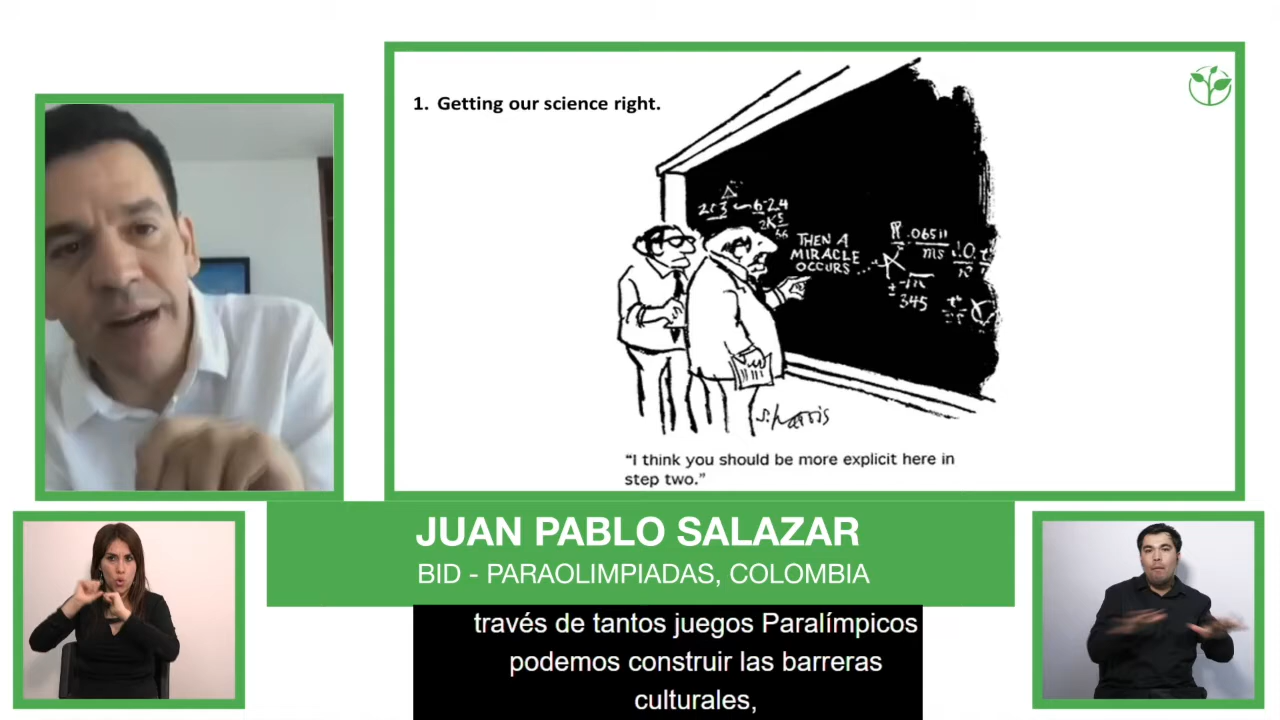 1. Getting our science right.
THEN A
MIRACLE
OCCURS
345
S. Harris
"I think you should be more explicit here in
step two."
JUAN PABLO SALAZAR
BID - PARAOLIMPIADAS, COLOMBIA
través de tantos juegos Paralímpicos
podemos construir las barreras
culturales,